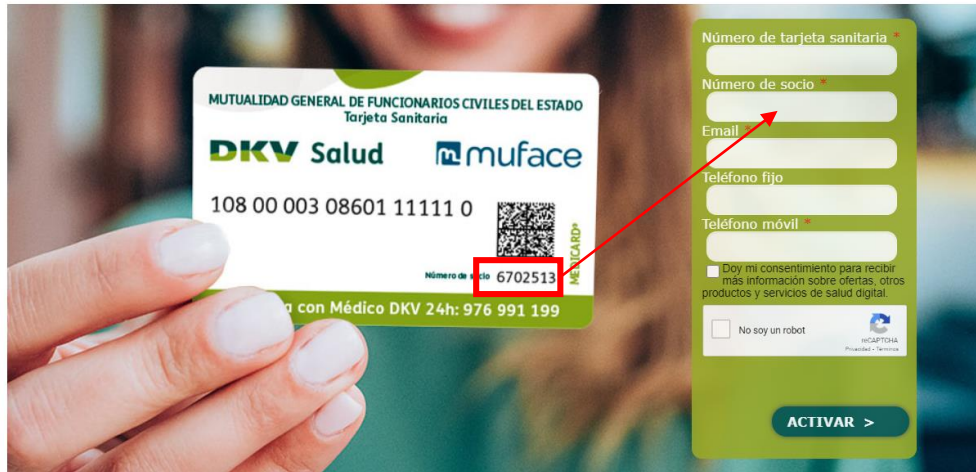 MUTUALIDAD GENERAL DE FUNCIONARIOS CIVILES DEL ESTADO
Tarjeta Sanitaria
DKV Salud muface
108 00 003 08601 11111 0
MEDICARD®
Número de socio 6702513
a con Médico DKV 24h: 976 991 199
Número de tarjeta sanitaria *
Número de socio *
Email *
Teléfono fijo
Teléfono móvil *
Doy mi consentimiento para recibir
más información sobre ofertas, otros
productos y servicios de salud digital.
No soy un robot
reCAPTCHA
Privacidad - Términos
ACTIVAR >